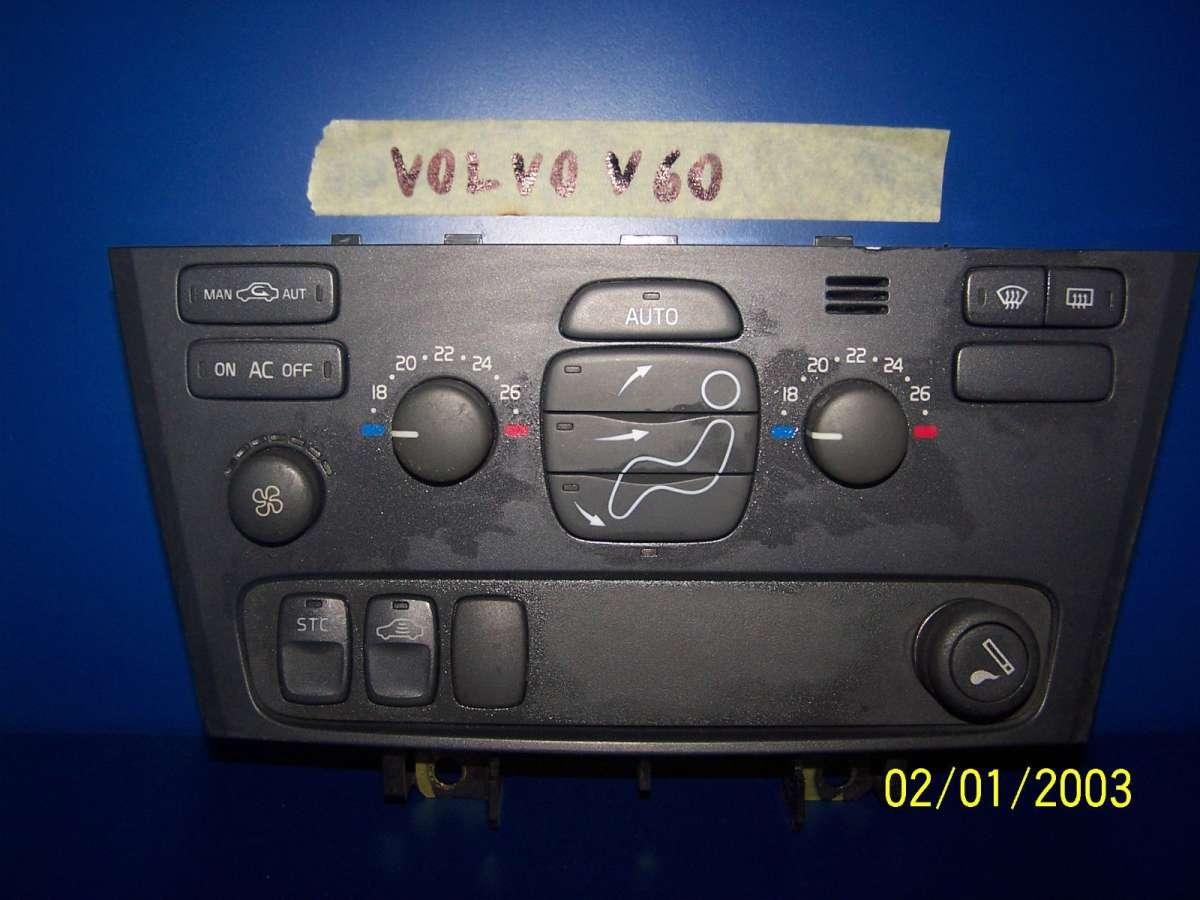 VOLVO V60
MAN AUT
AUTO
ON AC OFF
18 20 22 24 26
18 20 22 24 26
STC
02/01/2003